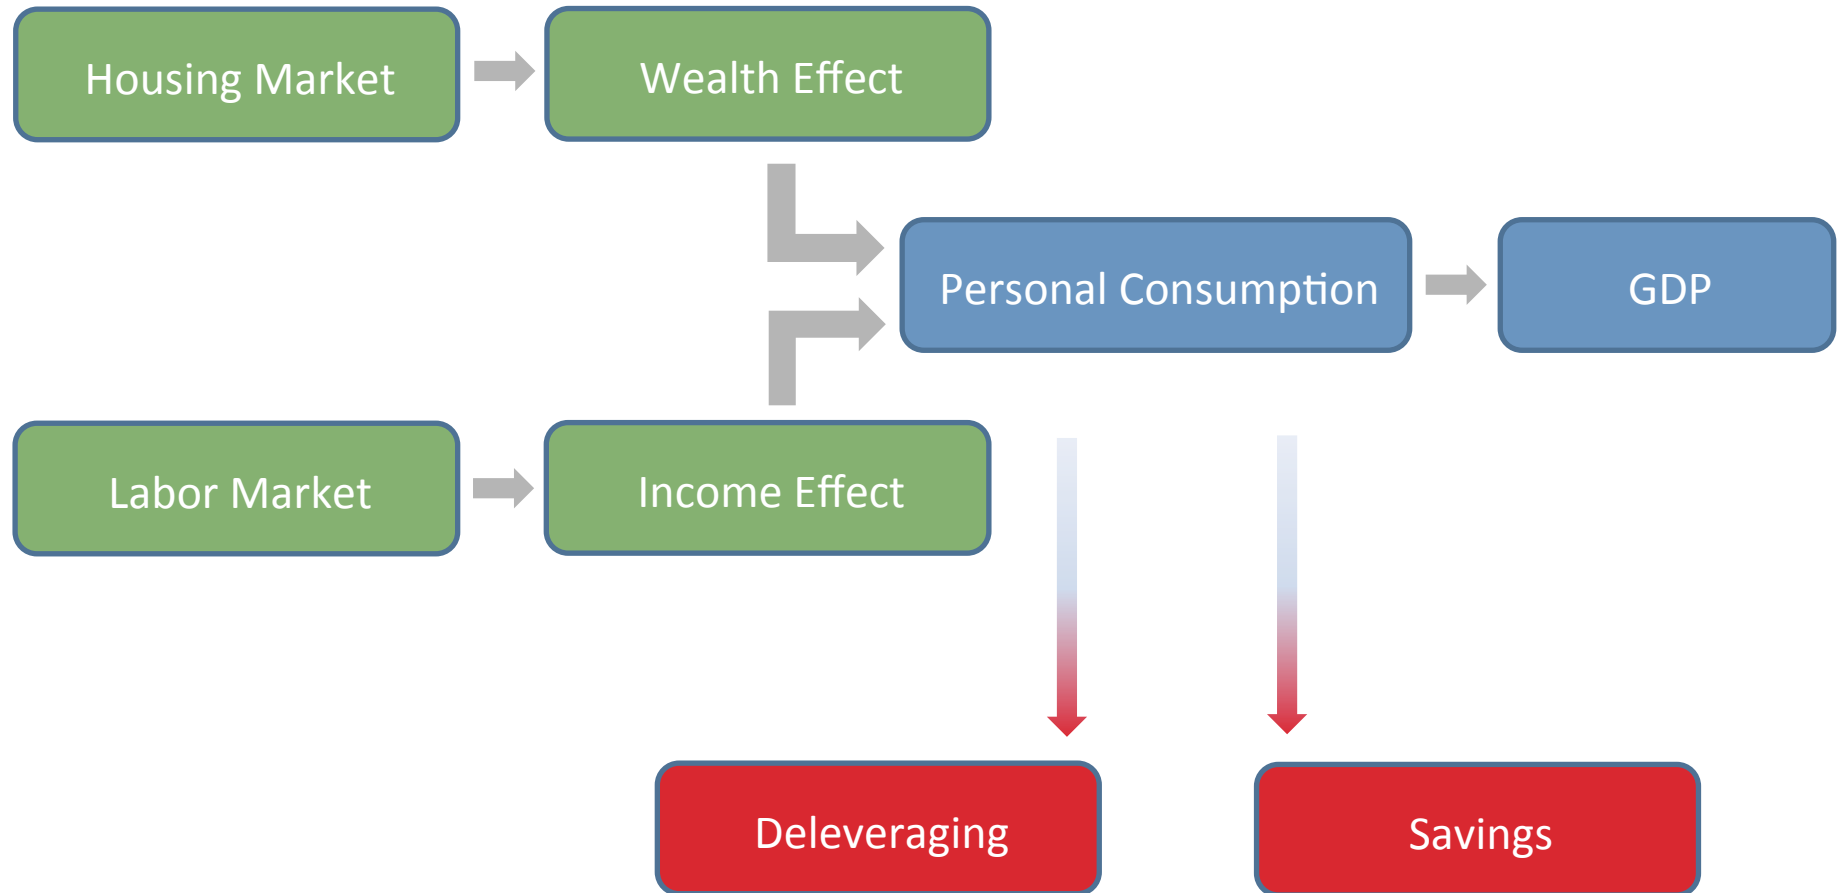 Housing Market
Wealth Effect
Personal Consumption
GDP
Labor Market
Income Effect
Deleveraging
Savings